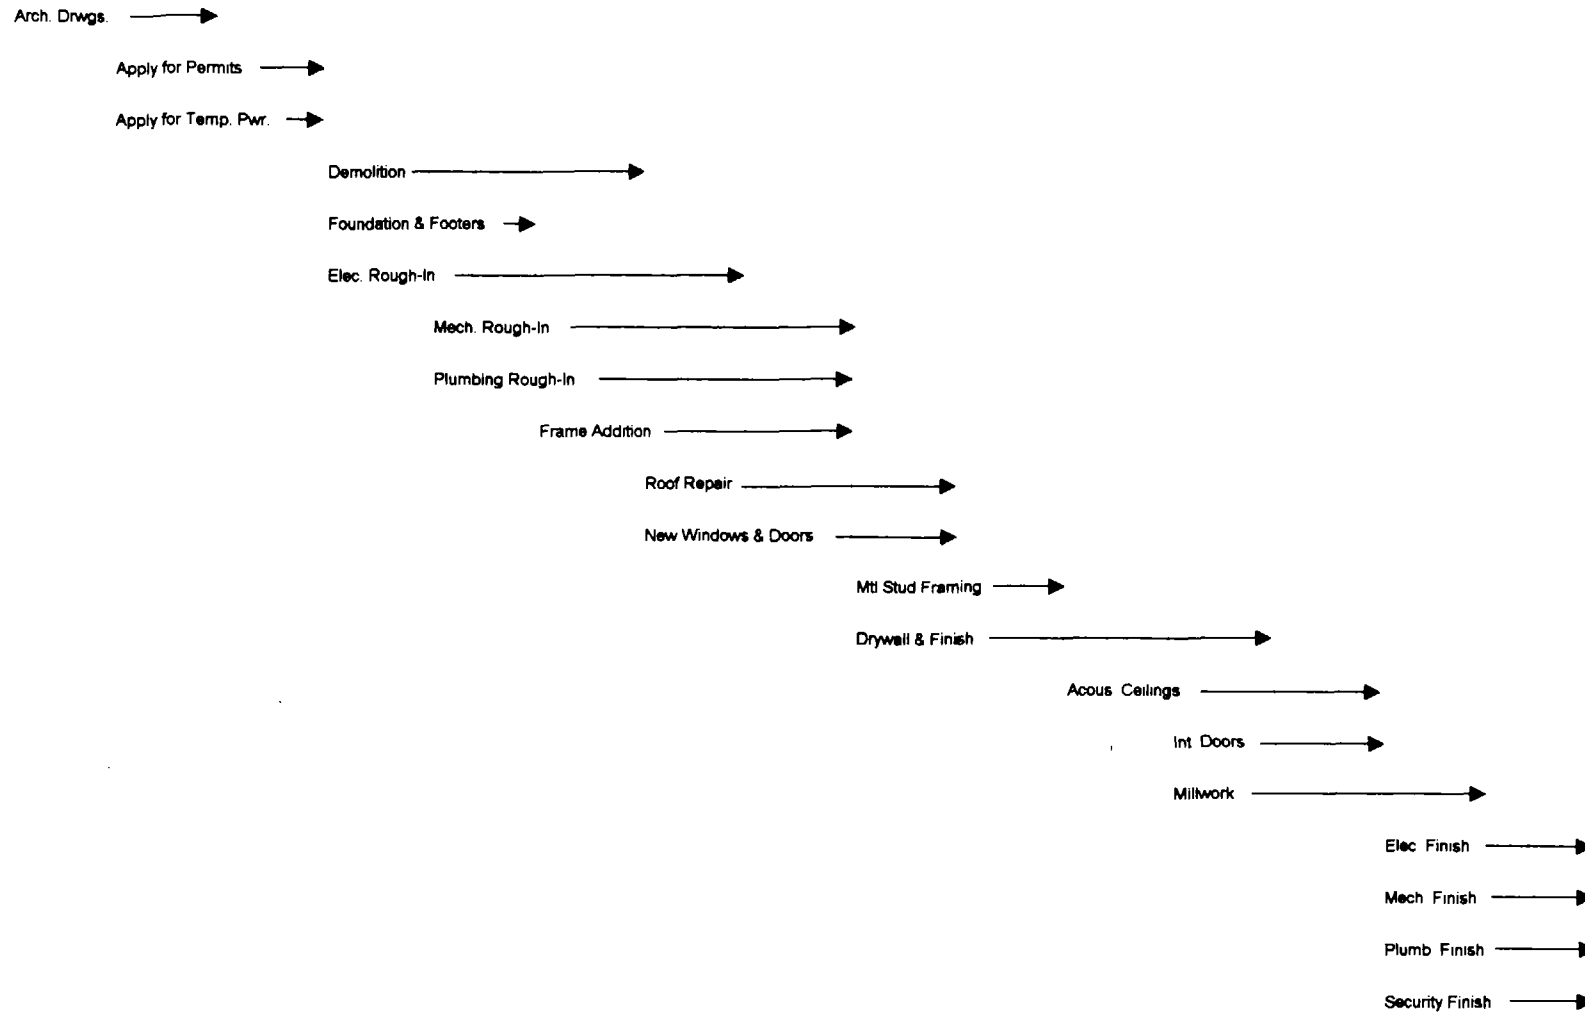 Arch. Drwgs.
Apply for Permits
Apply for Temp. Pwr.
Demolition
Foundation & Footers
Elec. Rough-In
Mech. Rough-In
Plumbing Rough-In
Frame Addition
Roof Repair
New Windows & Doors
Mtl Stud Framing
Drywall & Finish
Acous Ceilings
Int Doors
Millwork
Elec Finish
Mech Finish
Plumb Finish
Security Finish